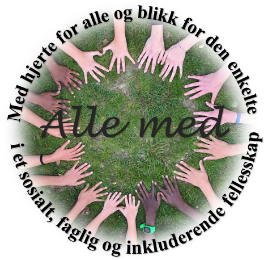 Med hjerte for alle og blikk for den enkelte
Alle med
i et sosialt, faglig og inkluderende fellesskap